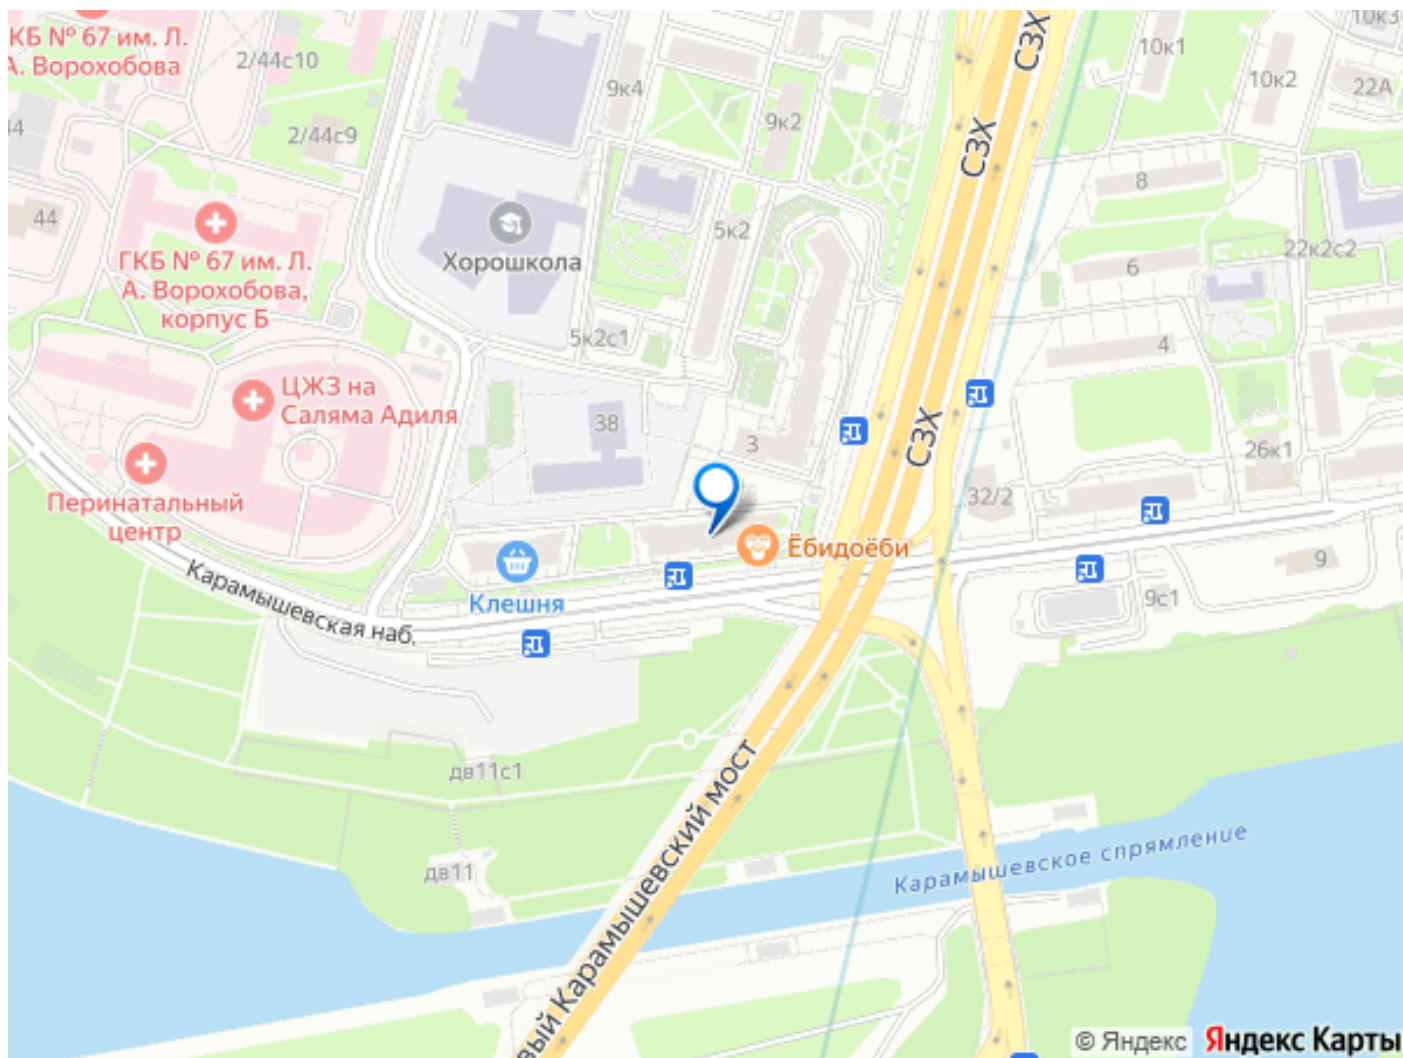 КБ № 67 им. Л.
А. Ворохобова
2/44с10
34
2/44с9
9к4
9к2
СЗХ
10к1
10к3
10к2
22А
СЗХ
44
ГКБ № 67 им. Л.
А. Ворохобова,
корпус Б
Хорошкола
5к2
8
22к2с2
6
5к2с1
4
ЦЖЗ на
Саляма Адиля
38
3
СЗХ
26к1
Перинатальный
центр
32/2
Ёбидоёби
Клешня
9
9с1
Карамышевская наб.
дв11с1
дв11
вый Карамышевский мост
Карамышевское спрямление
© Яндекс Яндекс Карты